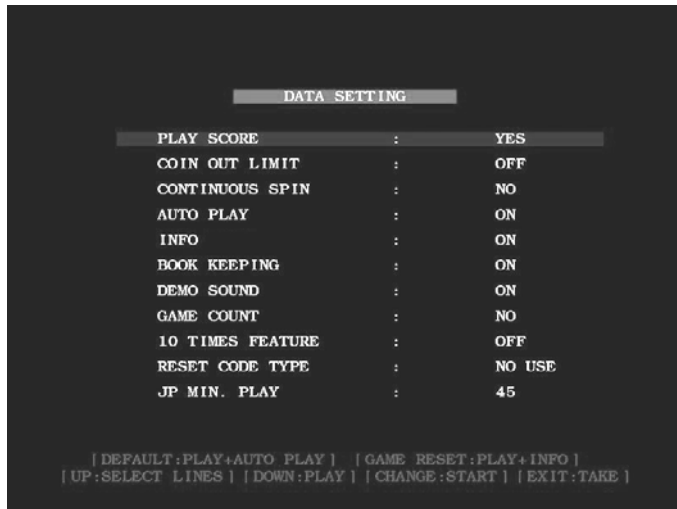 DATA SETTING
PLAY SCORE : YES
COIN OUT LIMIT : OFF
CONTINUOUS SPIN : NO
AUTO PLAY : ON
INFO : ON
BOOK KEEPING : ON
DEMO SOUND : ON
GAME COUNT : NO
10 TIMES FEATURE : OFF
RESET CODE TYPE : NO USE
JP MIN. PLAY : 45
[DEFAULT:PLAY+AUTO PLAY] [GAME RESET:PLAY+INFO]
[UP:SELECT LINES] [DOWN:PLAY] [CHANGE:START] [EXIT:TAKE]